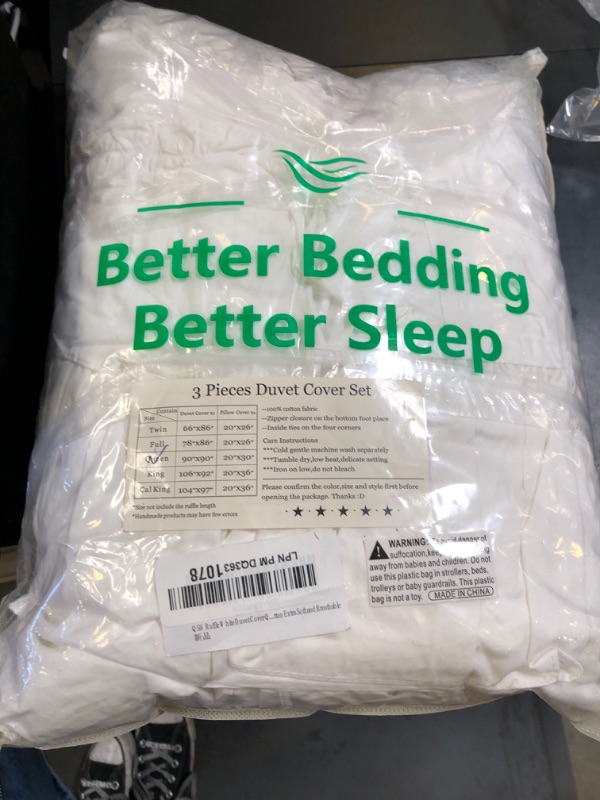 Better Bedding
Better Sleep
3 Pieces Duvet Cover Set
Size Contain Duvet Cover x1 Pillow Cover x2
Twin 66"x86" 20"x26"
Full 78"x86" 20"x26"
Queen 90"x90" 20"x30"
King 106"x92" 20"x36"
Cal King 104"x97" 20"x36"
*Size not include the ruffle length
*Handmade products may have few errors
--100% cotton fabric
--Zipper closure on the bottom foot place
--Inside ties on the four corners
Care Instructions
***Cold gentle machine wash separately
***Tumble dry,low heat,delicate setting
***Iron on low,do not bleach
Please confirm the color,size and style first before
opening the package. Thanks :D
LPN PM DQ3631078
WARNING: To avoid danger of
suffocation, keep
away from babies and children. Do not
use this plastic bag in strollers, beds,
trolleys or baby guardrails. This plastic
bag is not a toy. MADE IN CHINA